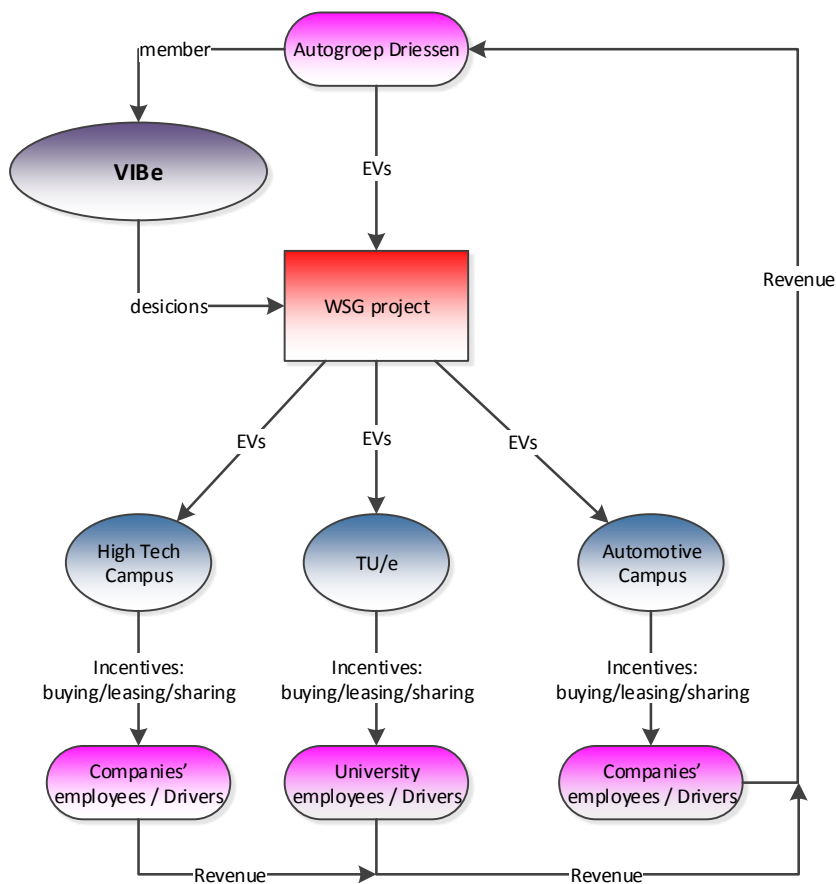 member
Autogroep Driessen
VIBe
EVs
Revenue
desicions
WSG project
EVs
EVs
EVs
High Tech
Campus
TU/e
Automotive
Campus
Incentives:
buying/leasing/sharing
Incentives:
buying/leasing/sharing
Incentives:
buying/leasing/sharing
Companies’
employees / Drivers
University
employees / Drivers
Companies’
employees / Drivers
Revenue
Revenue